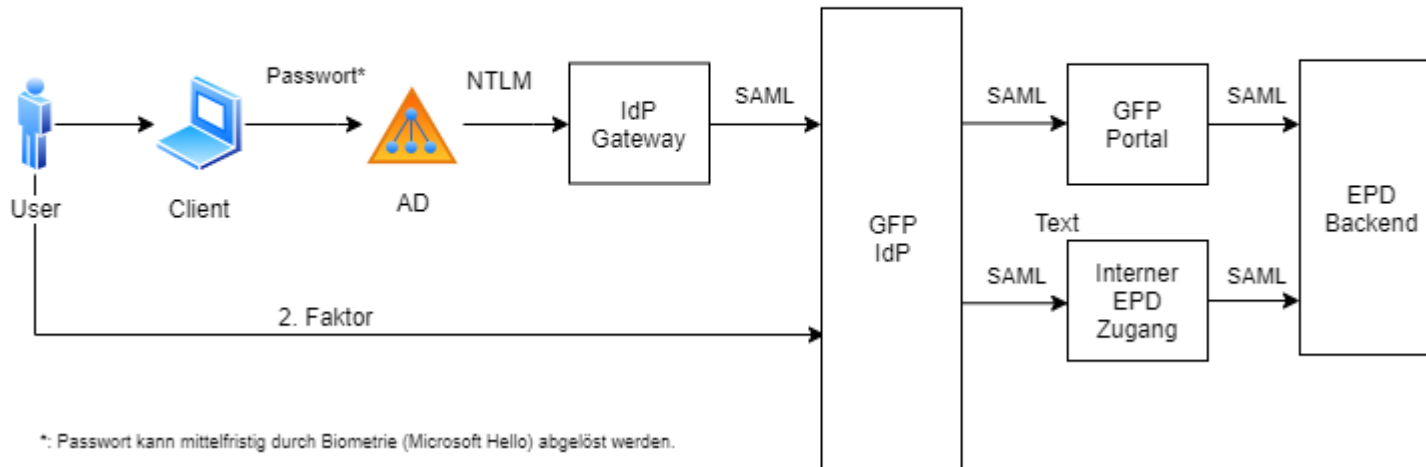 Passwort*
NTLM
IdP
Gateway
SAML
SAML
GFP
Portal
SAML
User
Client
AD
GFP
IdP
EPD
Backend
Text
SAML
Interner
EPD
Zugang
SAML
2. Faktor
*: Passwort kann mittelfristig durch Biometrie (Microsoft Hello) abgelöst werden.